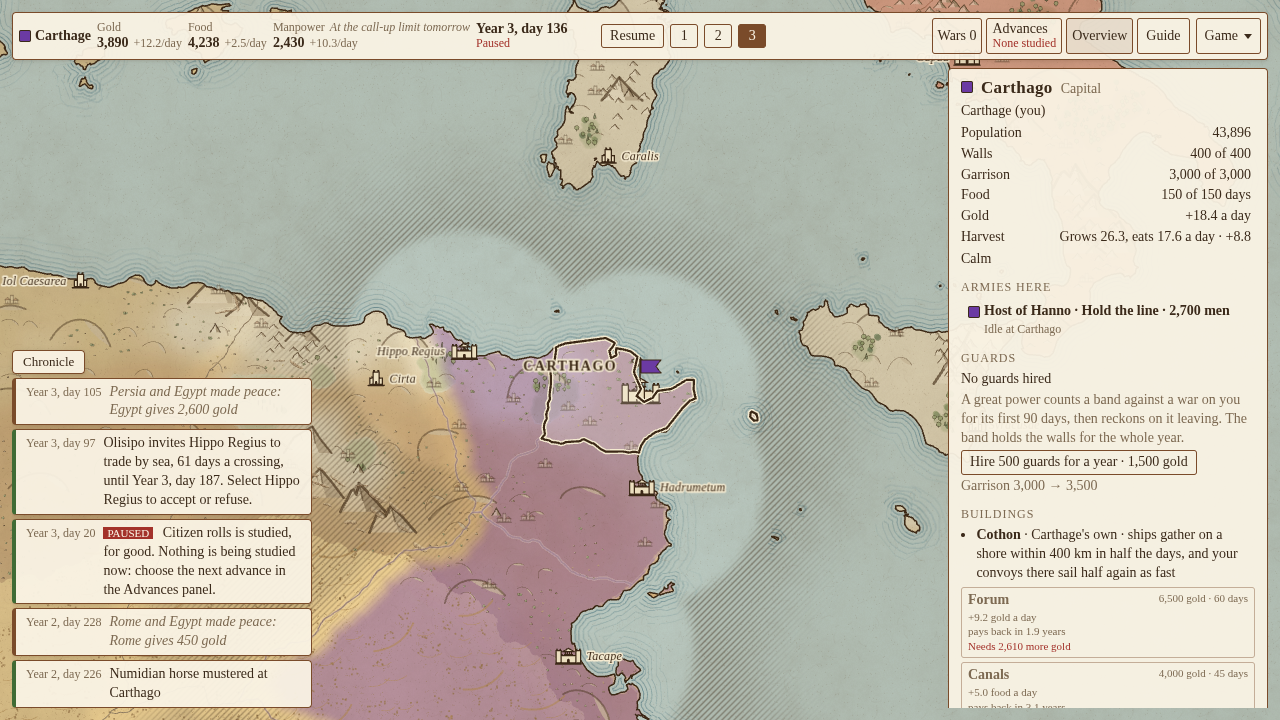 Carthage
Gold
3,890 +12.2/day
Food
4,238 +2.5/day
Manpower At the call-up limit tomorrow
2,430 +10.3/day
Year 3, day 136
Paused
Resume
1
2
3
Wars 0
Advances
None studied
Overview
Guide
Game
Caralis
Iol Caesarea
Hippo Regius
Cirta
CARTHAGO
Hadrumetum
Tacape
Chronicle
Year 3, day 105 Persia and Egypt made peace:
Egypt gives 2,600 gold
Year 3, day 97 Olisipo invites Hippo Regius to
trade by sea, 61 days a crossing,
until Year 3, day 187. Select Hippo
Regius to accept or refuse.
Year 3, day 20 PAUSED Citizen rolls is studied,
for good. Nothing is being studied
now: choose the next advance in
the Advances panel.
Year 2, day 228 Rome and Egypt made peace:
Rome gives 450 gold
Year 2, day 226 Numidian horse mustered at
Carthago
Carthago Capital
Carthage (you)
Population 43,896
Walls 400 of 400
Garrison 3,000 of 3,000
Food 150 of 150 days
Gold +18.4 a day
Harvest Grows 26.3, eats 17.6 a day · +8.8
Calm
ARMIES HERE
Host of Hanno · Hold the line · 2,700 men
Idle at Carthago
GUARDS
No guards hired
A great power counts a band against a war on you
for its first 90 days, then reckons on it leaving. The
band holds the walls for the whole year.
Hire 500 guards for a year · 1,500 gold
Garrison 3,000 → 3,500
BUILDINGS
• Cothon · Carthage's own · ships gather on a
shore within 400 km in half the days, and your
convoys there sail half again as fast
Forum 6,500 gold · 60 days
+9.2 gold a day
pays back in 1.9 years
Needs 2,610 more gold
Canals 4,000 gold · 45 days
+5.0 food a day
pays back in 3.1 years